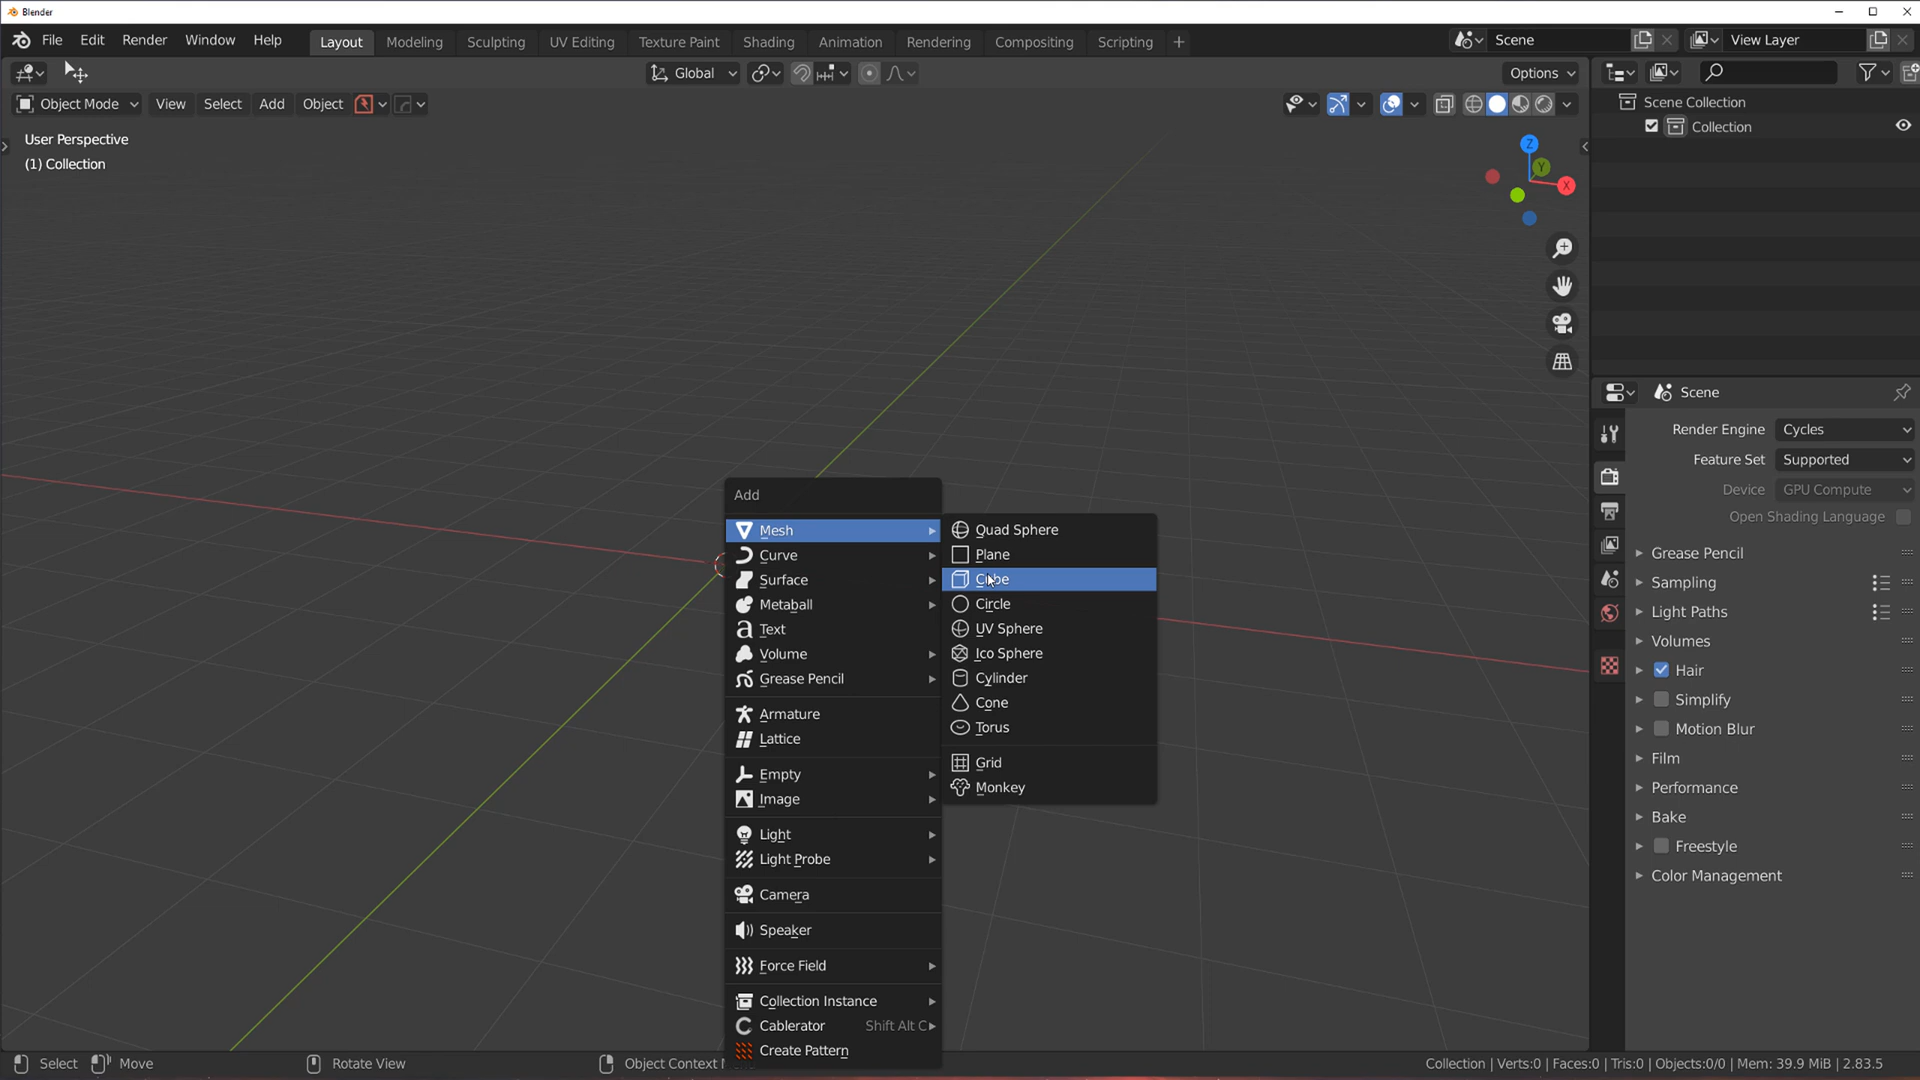 Blender
File Edit Render Window Help Layout Modeling Sculpting UV Editing Texture Paint Shading Animation Rendering Compositing Scripting + Scene View Layer
Global Options
Object Mode View Select Add Object
User Perspective
(1) Collection
Z
Y
X
Scene Collection
Collection
Add
Mesh
Curve
Surface
Metaball
Text
Volume
Grease Pencil
Armature
Lattice
Empty
Image
Light
Light Probe
Camera
Speaker
Force Field
Collection Instance
Cablerator Shift Alt C
Create Pattern
Quad Sphere
Plane
Cube
Circle
UV Sphere
Ico Sphere
Cylinder
Cone
Torus
Grid
Monkey
Scene
Render Engine Cycles
Feature Set Supported
Device GPU Compute
Open Shading Language
Grease Pencil
Sampling
Light Paths
Volumes
Hair
Simplify
Motion Blur
Film
Performance
Bake
Freestyle
Color Management
Select Move Rotate View Object Context Collection | Verts:0 | Faces:0 | Tris:0 | Objects:0/0 | Mem: 39.9 MiB | 2.83.5